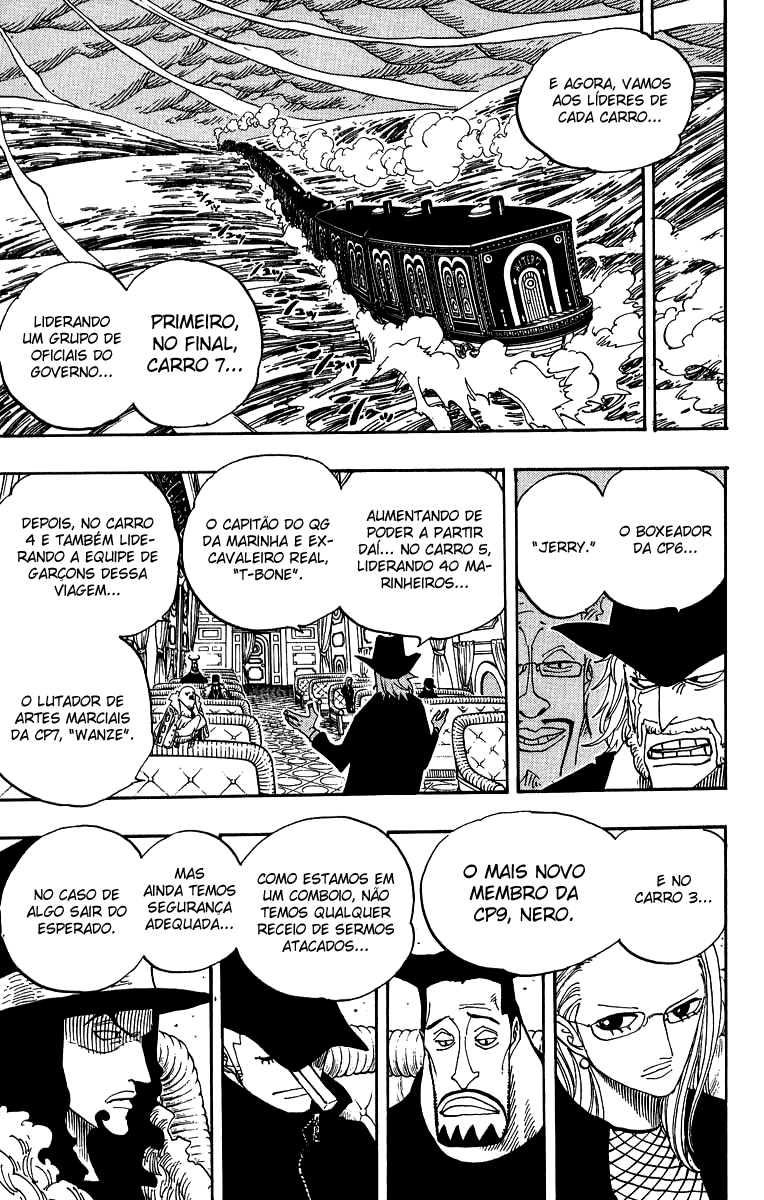 E AGORA, VAMOS
AOS LÍDERES DE
CADA CARRO...
PRIMEIRO,
NO FINAL,
CARRO 7...
LIDERANDO
UM GRUPO DE
OFICIAIS DO
GOVERNO...
O BOXEADOR
DA CP6...
"JERRY."
AUMENTANDO DE
PODER A PARTIR
DAÍ... NO CARRO 5,
LIDERANDO 40 MA-
RINHEIROS...
O CAPITÃO DO QG
DA MARINHA E EX-
CAVALEIRO REAL,
"T-BONE".
DEPOIS, NO CARRO
4 E TAMBÉM LIDE-
RANDO A EQUIPE DE
GARÇONS DESSA
VIAGEM...
O LUTADOR DE
ARTES MARCIAIS
DA CP7, "WANZE".
E NO
CARRO 3...
O MAIS NOVO
MEMBRO DA
CP9, NERO.
COMO ESTAMOS EM
UM COMBOIO, NÃO
TEMOS QUALQUER
RECEIO DE SERMOS
ATACADOS...
MAS
AINDA TEMOS
SEGURANÇA
ADEQUADA...
NO CASO DE
ALGO SAIR DO
ESPERADO.